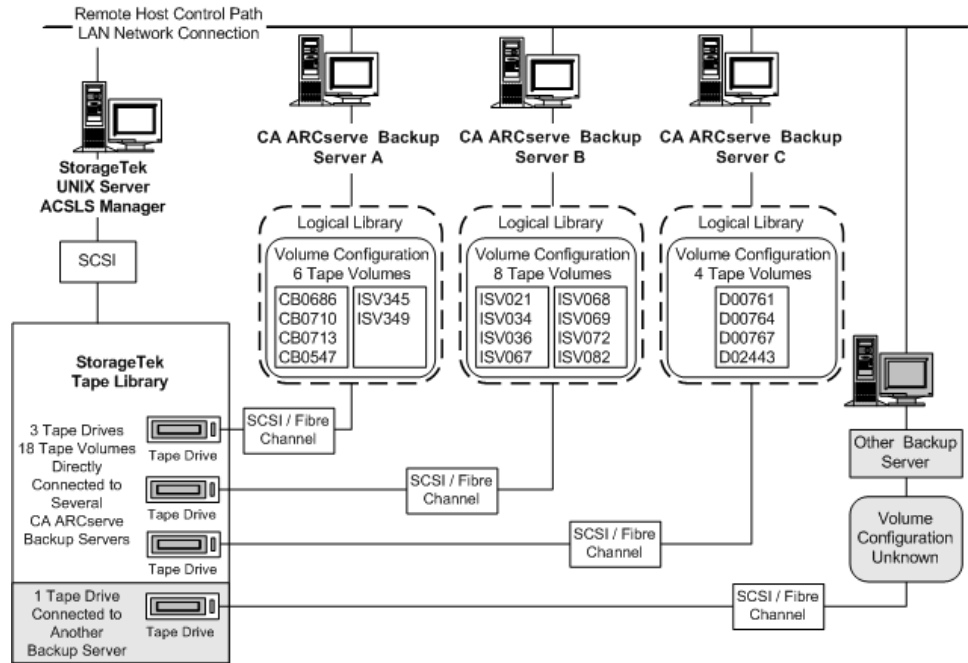 Remote Host Control Path
LAN Network Connection
StorageTek
UNIX Server
ACSLS Manager
SCSI
CA ARCserve Backup
Server A
Logical Library
Volume Configuration
6 Tape Volumes
CB0686
CB0710
CB0713
CB0547
ISV345
ISV349
CA ARCserve Backup
Server B
Logical Library
Volume Configuration
8 Tape Volumes
ISV021
ISV034
ISV036
ISV067
ISV068
ISV069
ISV072
ISV082
CA ARCserve Backup
Server C
Logical Library
Volume Configuration
4 Tape Volumes
D00761
D00764
D00767
D02443
StorageTek
Tape Library
3 Tape Drives
18 Tape Volumes
Directly
Connected to
Several
CA ARCserve
Backup Servers
Tape Drive
Tape Drive
Tape Drive
1 Tape Drive
Connected to
Another
Backup Server
Tape Drive
SCSI / Fibre
Channel
SCSI / Fibre
Channel
SCSI / Fibre
Channel
SCSI / Fibre
Channel
Other Backup
Server
Volume
Configuration
Unknown